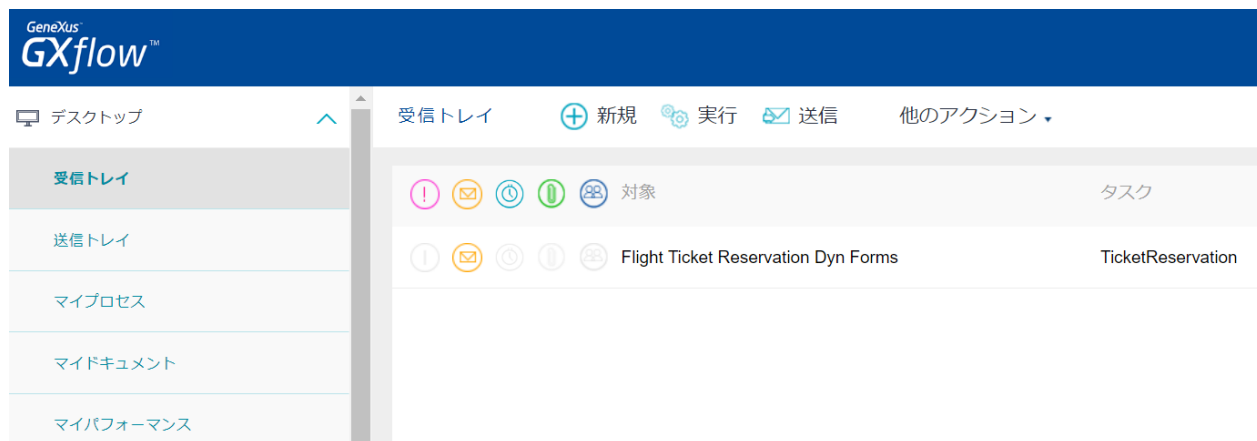 GeneXus™
GXflow™
デスクトップ
受信トレイ 新規 実行 送信 他のアクション
受信トレイ
送信トレイ
マイプロセス
マイドキュメント
マイパフォーマンス
対象 タスク
Flight Ticket Reservation Dyn Forms TicketReservation